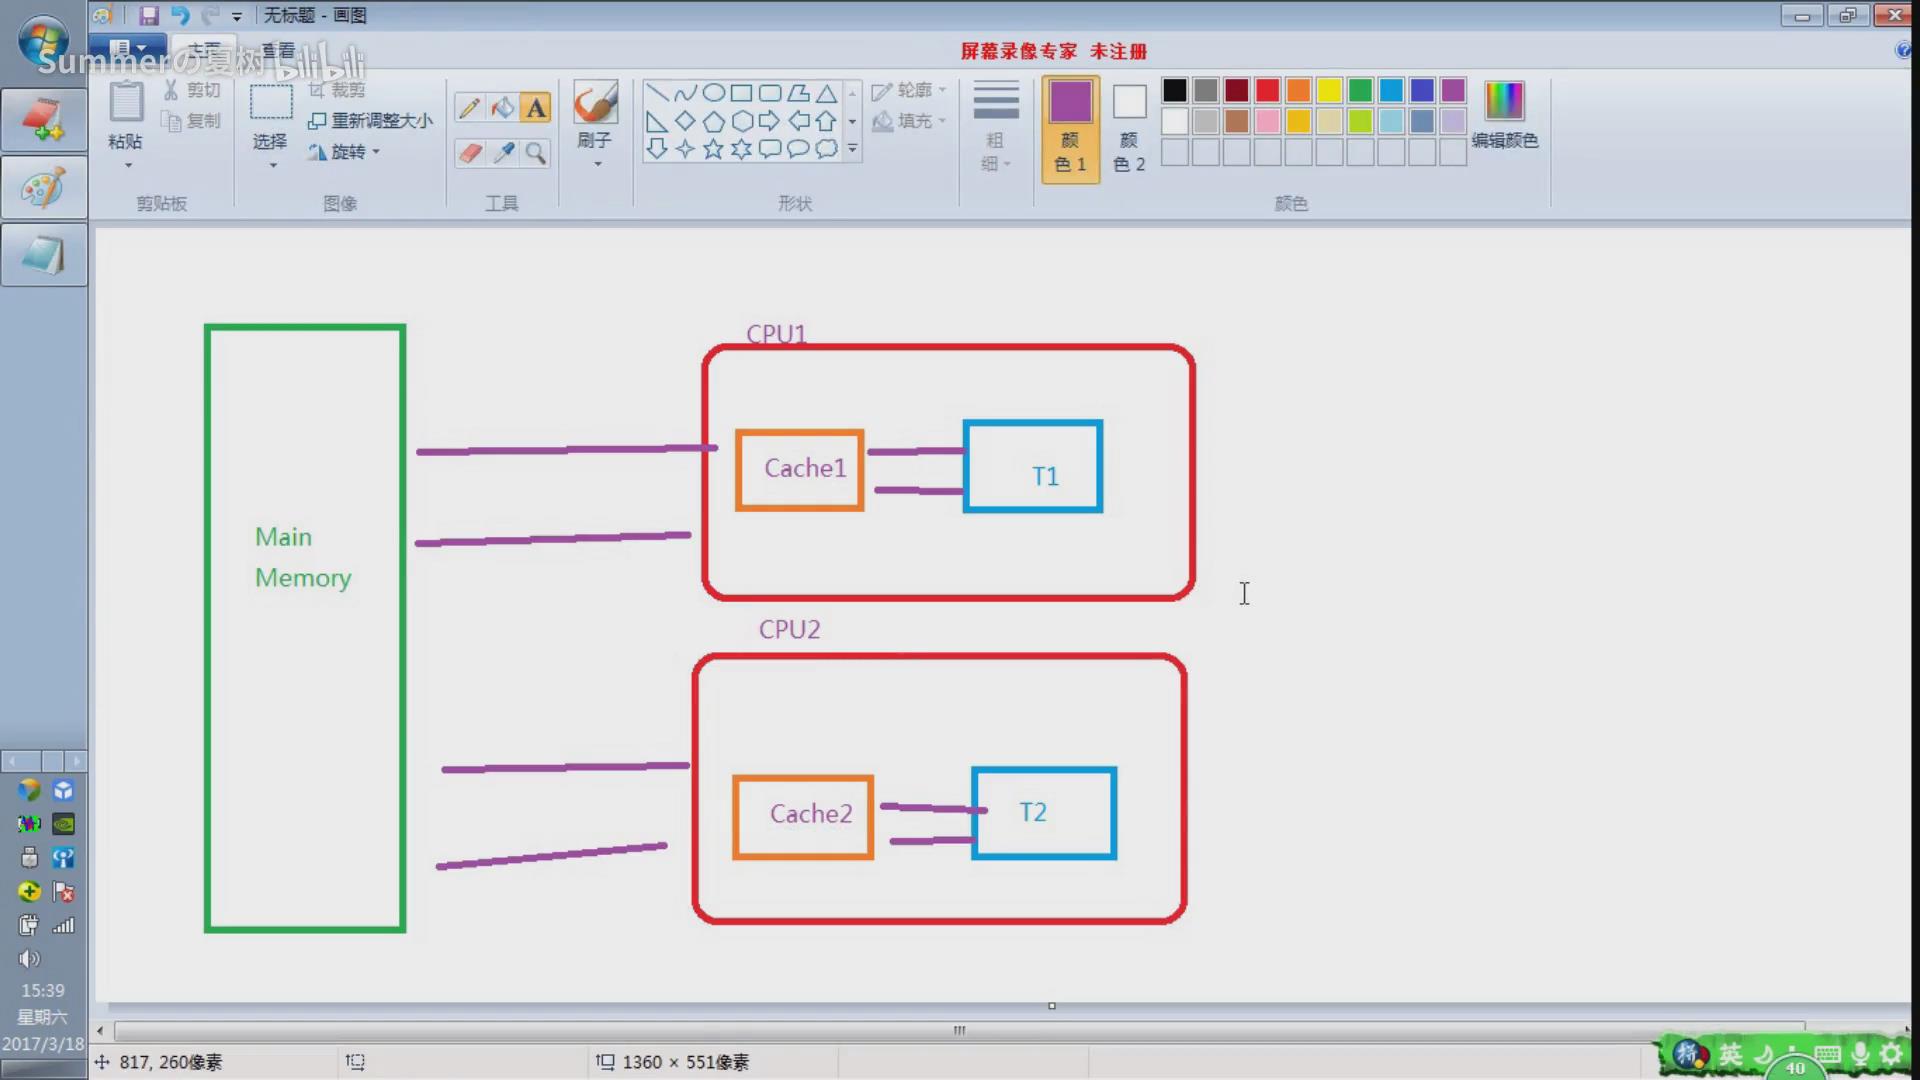 无标题 - 画图
主页 查看
Summerの夏树 bilibili
屏幕录像专家 未注册
粘贴
剪切
复制
选择
裁剪
重新调整大小
旋转
A
刷子
轮廓
填充
粗
细
颜
色 1
颜
色 2
编辑颜色
剪贴板
图像
工具
形状
颜色
CPU1
Cache1
T1
Main
Memory
CPU2
Cache2
T2
15:39
星期六
2017/3/18
817, 260像素
1360 × 551像素
拼 英
40